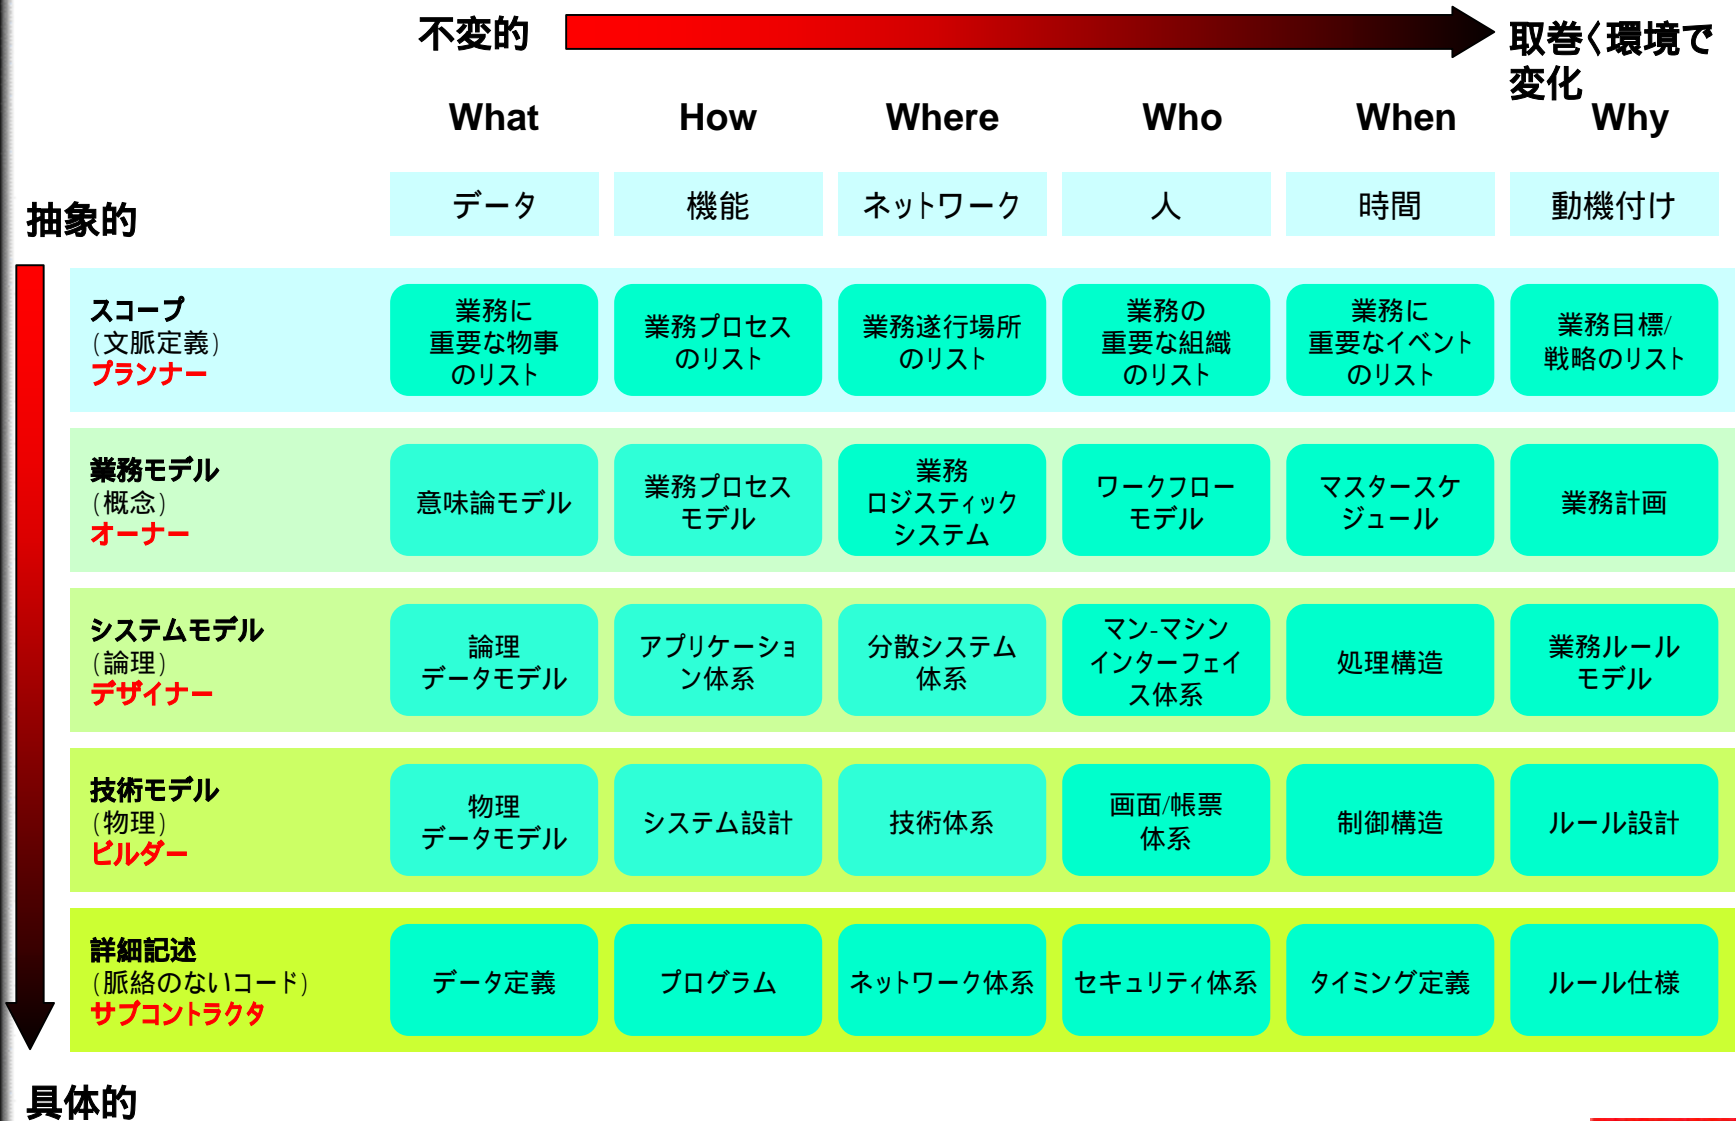 不変的
取巻く環境で
変化
What
How
Where
Who
When
Why
抽象的
データ
機能
ネットワーク
人
時間
動機付け
スコープ
(文脈定義)
プランナー
業務に
重要な物事
のリスト
業務プロセス
のリスト
業務遂行場所
のリスト
業務の
重要な組織
のリスト
業務に
重要なイベント
のリスト
業務目標/
戦略のリスト
業務モデル
(概念)
オーナー
意味論モデル
業務プロセス
モデル
業務
ロジスティック
システム
ワークフロー
モデル
マスタースケ
ジュール
業務計画
システムモデル
(論理)
デザイナー
論理
データモデル
アプリケーショ
ン体系
分散システム
体系
マン-マシン
インターフェイ
ス体系
処理構造
業務ルール
モデル
技術モデル
(物理)
ビルダー
物理
データモデル
システム設計
技術体系
画面/帳票
体系
制御構造
ルール設計
詳細記述
(脈絡のないコード)
サブコントラクタ
データ定義
プログラム
ネットワーク体系
セキュリティ体系
タイミング定義
ルール仕様
具体的